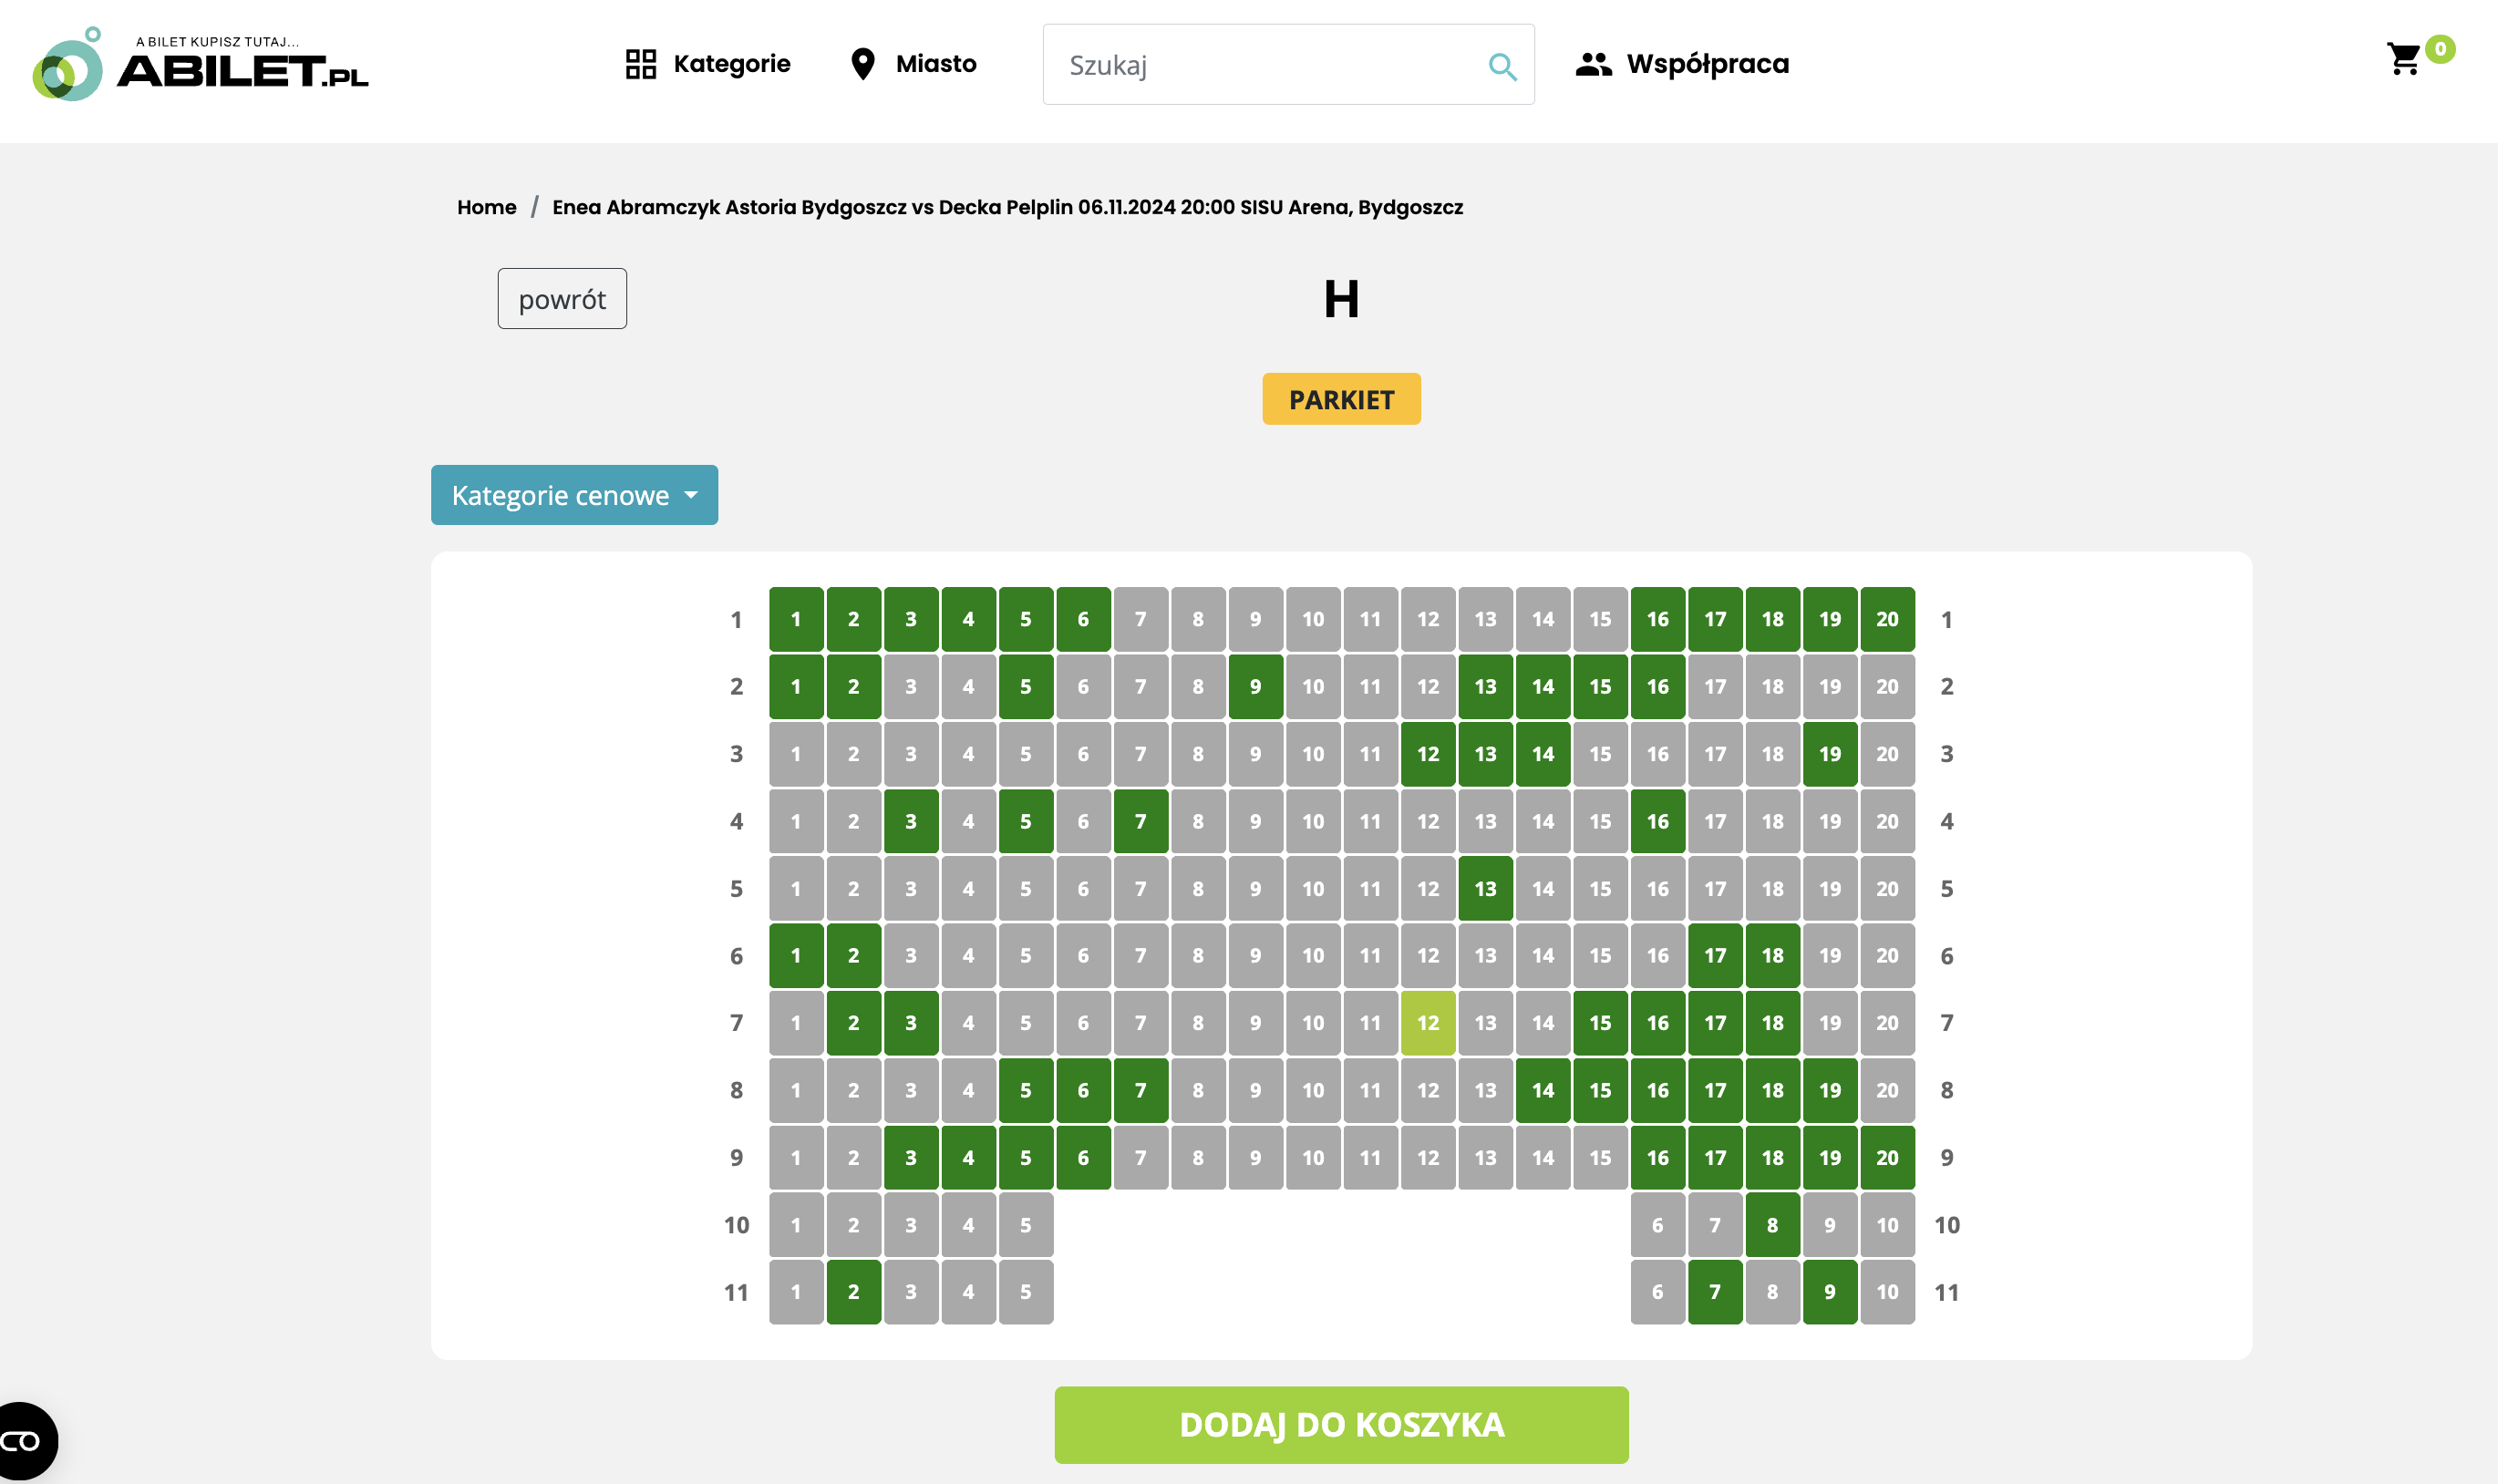 A BILET KUPISZ TUTAJ...
ABILET.PL
Kategorie
Miasto
Szukaj
Współpraca
0
Home / Enea Abramczyk Astoria Bydgoszcz vs Decka Pelplin 06.11.2024 20:00 SISU Arena, Bydgoszcz
powrót
H
PARKIET
Kategorie cenowe
1 1 2 3 4 5 6 7 8 9 10 11 12 13 14 15 16 17 18 19 20 1
2 1 2 3 4 5 6 7 8 9 10 11 12 13 14 15 16 17 18 19 20 2
3 1 2 3 4 5 6 7 8 9 10 11 12 13 14 15 16 17 18 19 20 3
4 1 2 3 4 5 6 7 8 9 10 11 12 13 14 15 16 17 18 19 20 4
5 1 2 3 4 5 6 7 8 9 10 11 12 13 14 15 16 17 18 19 20 5
6 1 2 3 4 5 6 7 8 9 10 11 12 13 14 15 16 17 18 19 20 6
7 1 2 3 4 5 6 7 8 9 10 11 12 13 14 15 16 17 18 19 20 7
8 1 2 3 4 5 6 7 8 9 10 11 12 13 14 15 16 17 18 19 20 8
9 1 2 3 4 5 6 7 8 9 10 11 12 13 14 15 16 17 18 19 20 9
10 1 2 3 4 5 6 7 8 9 10 10
11 1 2 3 4 5 6 7 8 9 10 11
DODAJ DO KOSZYKA